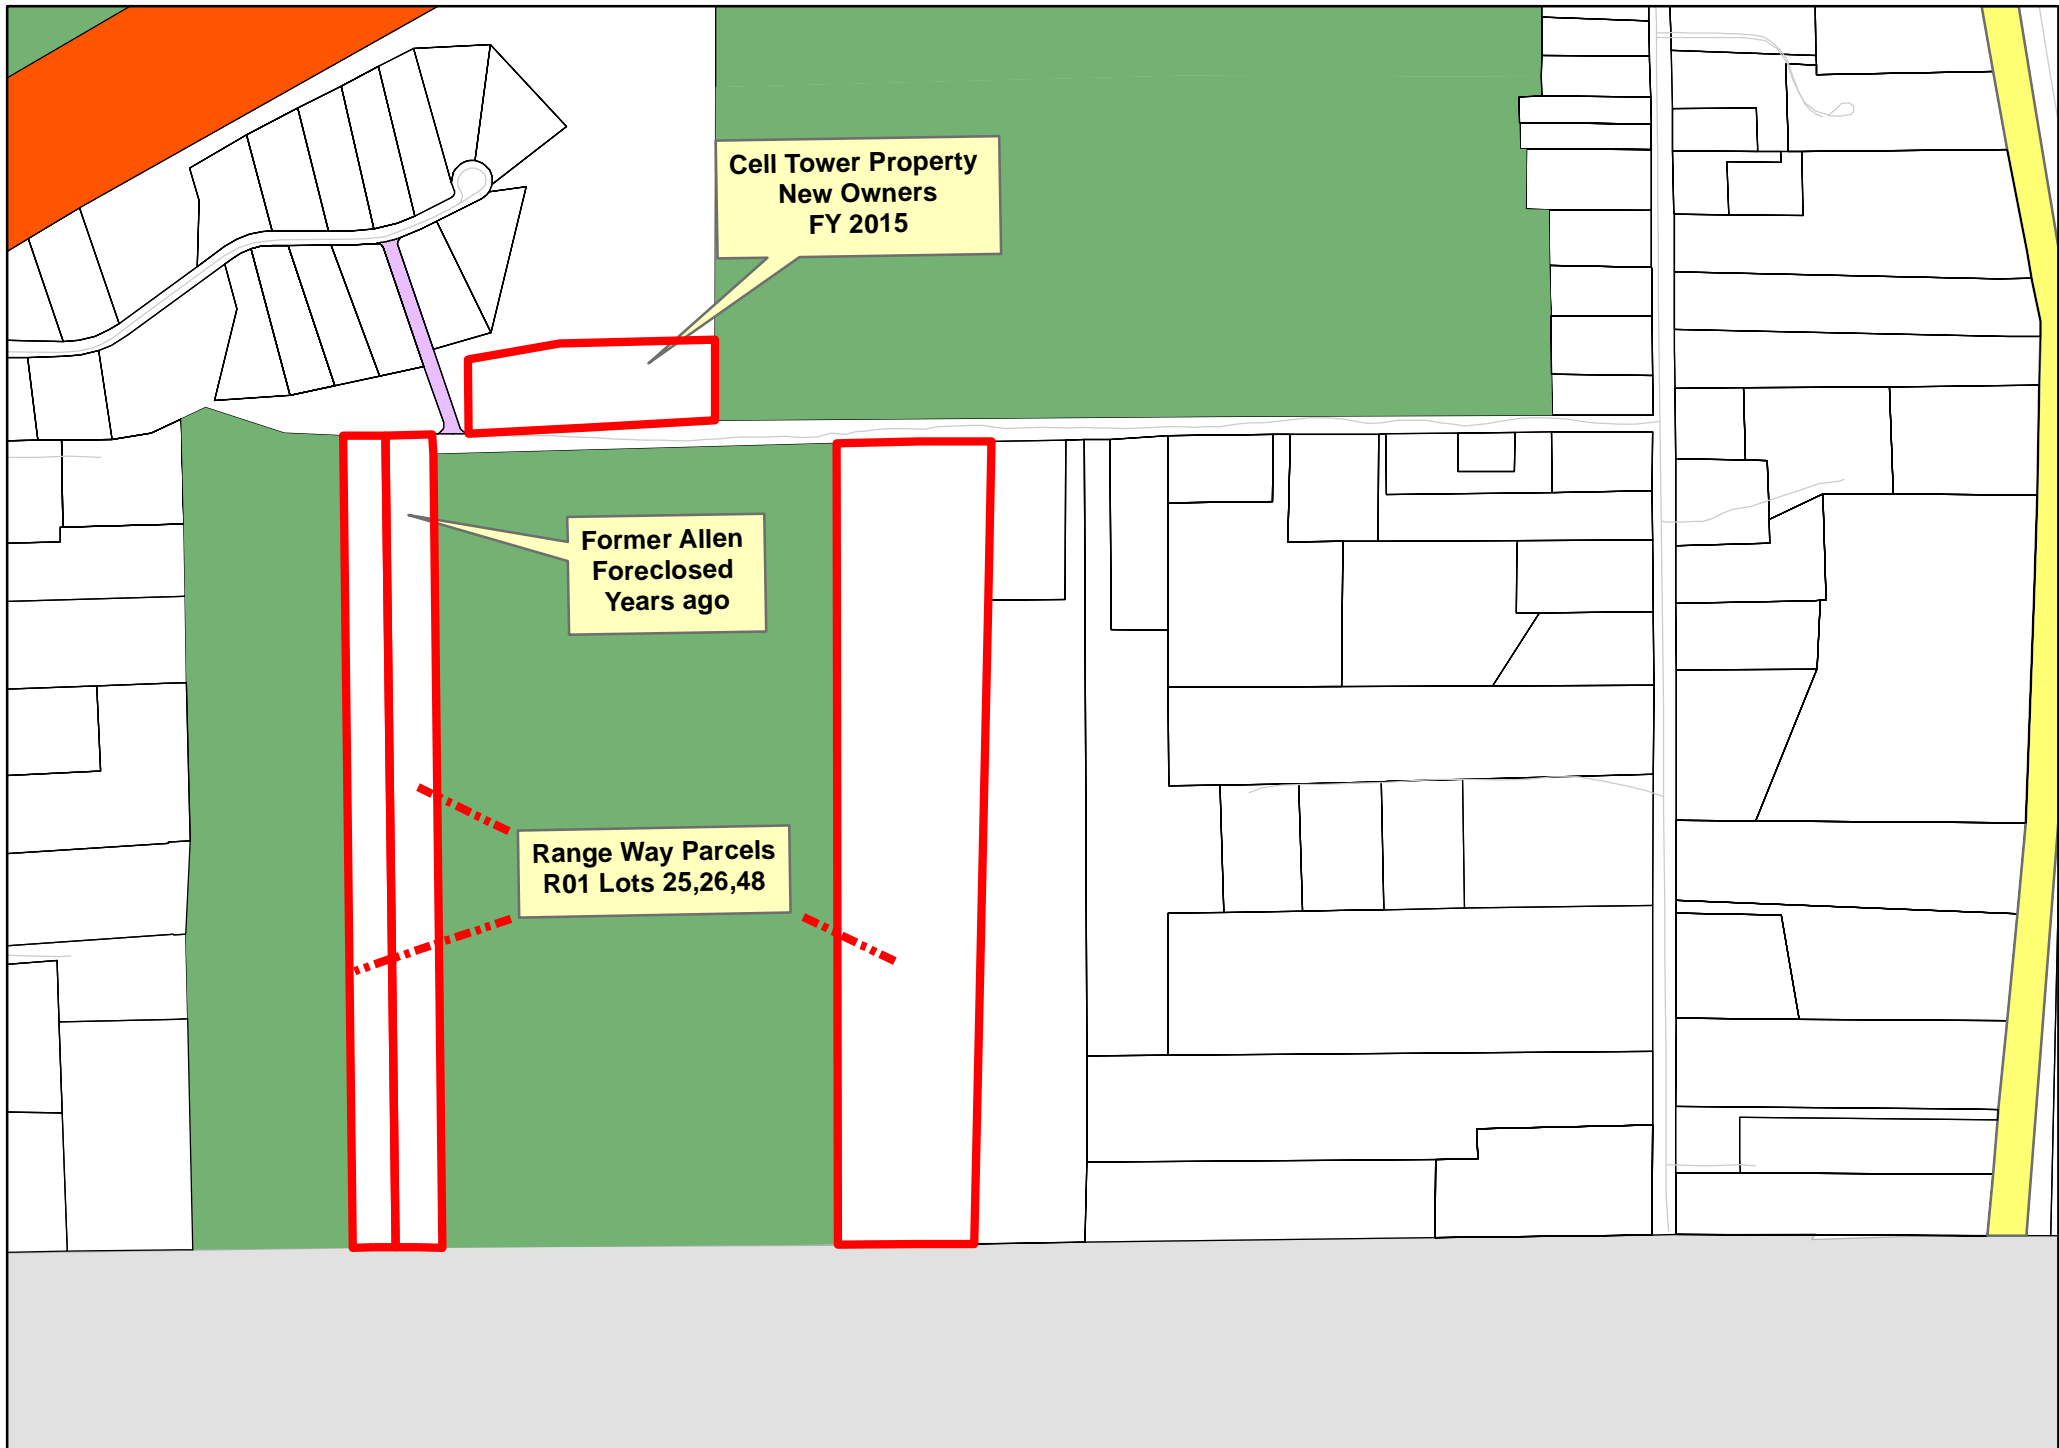 Cell Tower Property
New Owners
FY 2015
Former Allen
Foreclosed
Years ago
Range Way Parcels
R01 Lots 25,26,48